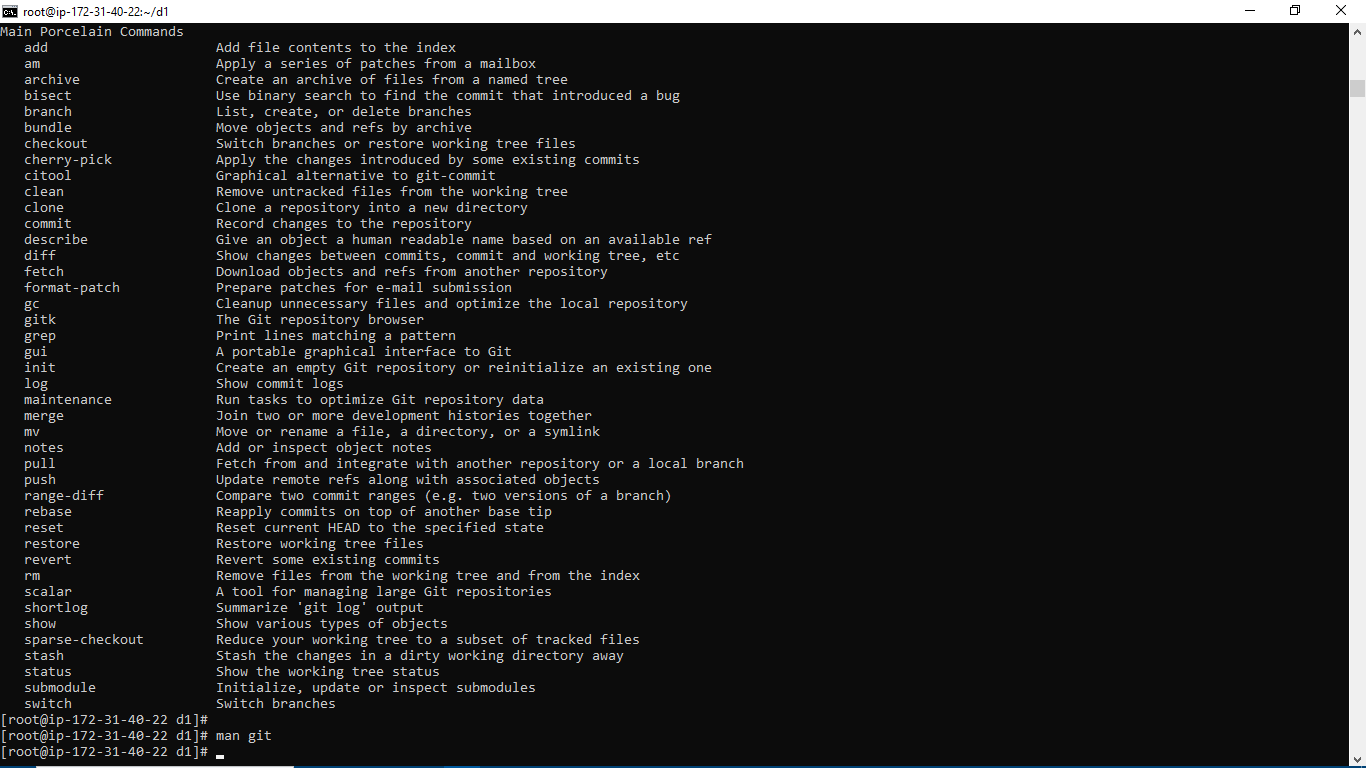 root@ip-172-31-40-22:~/d1
Main Porcelain Commands
   add                     Add file contents to the index
   am                      Apply a series of patches from a mailbox
   archive                 Create an archive of files from a named tree
   bisect                  Use binary search to find the commit that introduced a bug
   branch                  List, create, or delete branches
   bundle                  Move objects and refs by archive
   checkout                Switch branches or restore working tree files
   cherry-pick             Apply the changes introduced by some existing commits
   citool                  Graphical alternative to git-commit
   clean                   Remove untracked files from the working tree
   clone                   Clone a repository into a new directory
   commit                  Record changes to the repository
   describe                Give an object a human readable name based on an available ref
   diff                    Show changes between commits, commit and working tree, etc
   fetch                   Download objects and refs from another repository
   format-patch            Prepare patches for e-mail submission
   gc                      Cleanup unnecessary files and optimize the local repository
   gitk                    The Git repository browser
   grep                    Print lines matching a pattern
   gui                     A portable graphical interface to Git
   init                    Create an empty Git repository or reinitialize an existing one
   log                     Show commit logs
   maintenance             Run tasks to optimize Git repository data
   merge                   Join two or more development histories together
   mv                      Move or rename a file, a directory, or a symlink
   notes                   Add or inspect object notes
   pull                    Fetch from and integrate with another repository or a local branch
   push                    Update remote refs along with associated objects
   range-diff              Compare two commit ranges (e.g. two versions of a branch)
   rebase                  Reapply commits on top of another base tip
   reset                   Reset current HEAD to the specified state
   restore                 Restore working tree files
   revert                  Revert some existing commits
   rm                      Remove files from the working tree and from the index
   scalar                  A tool for managing large Git repositories
   shortlog                Summarize 'git log' output
   show                    Show various types of objects
   sparse-checkout         Reduce your working tree to a subset of tracked files
   stash                   Stash the changes in a dirty working directory away
   status                  Show the working tree status
   submodule               Initialize, update or inspect submodules
   switch                  Switch branches
[root@ip-172-31-40-22 d1]#
[root@ip-172-31-40-22 d1]# man git
[root@ip-172-31-40-22 d1]#